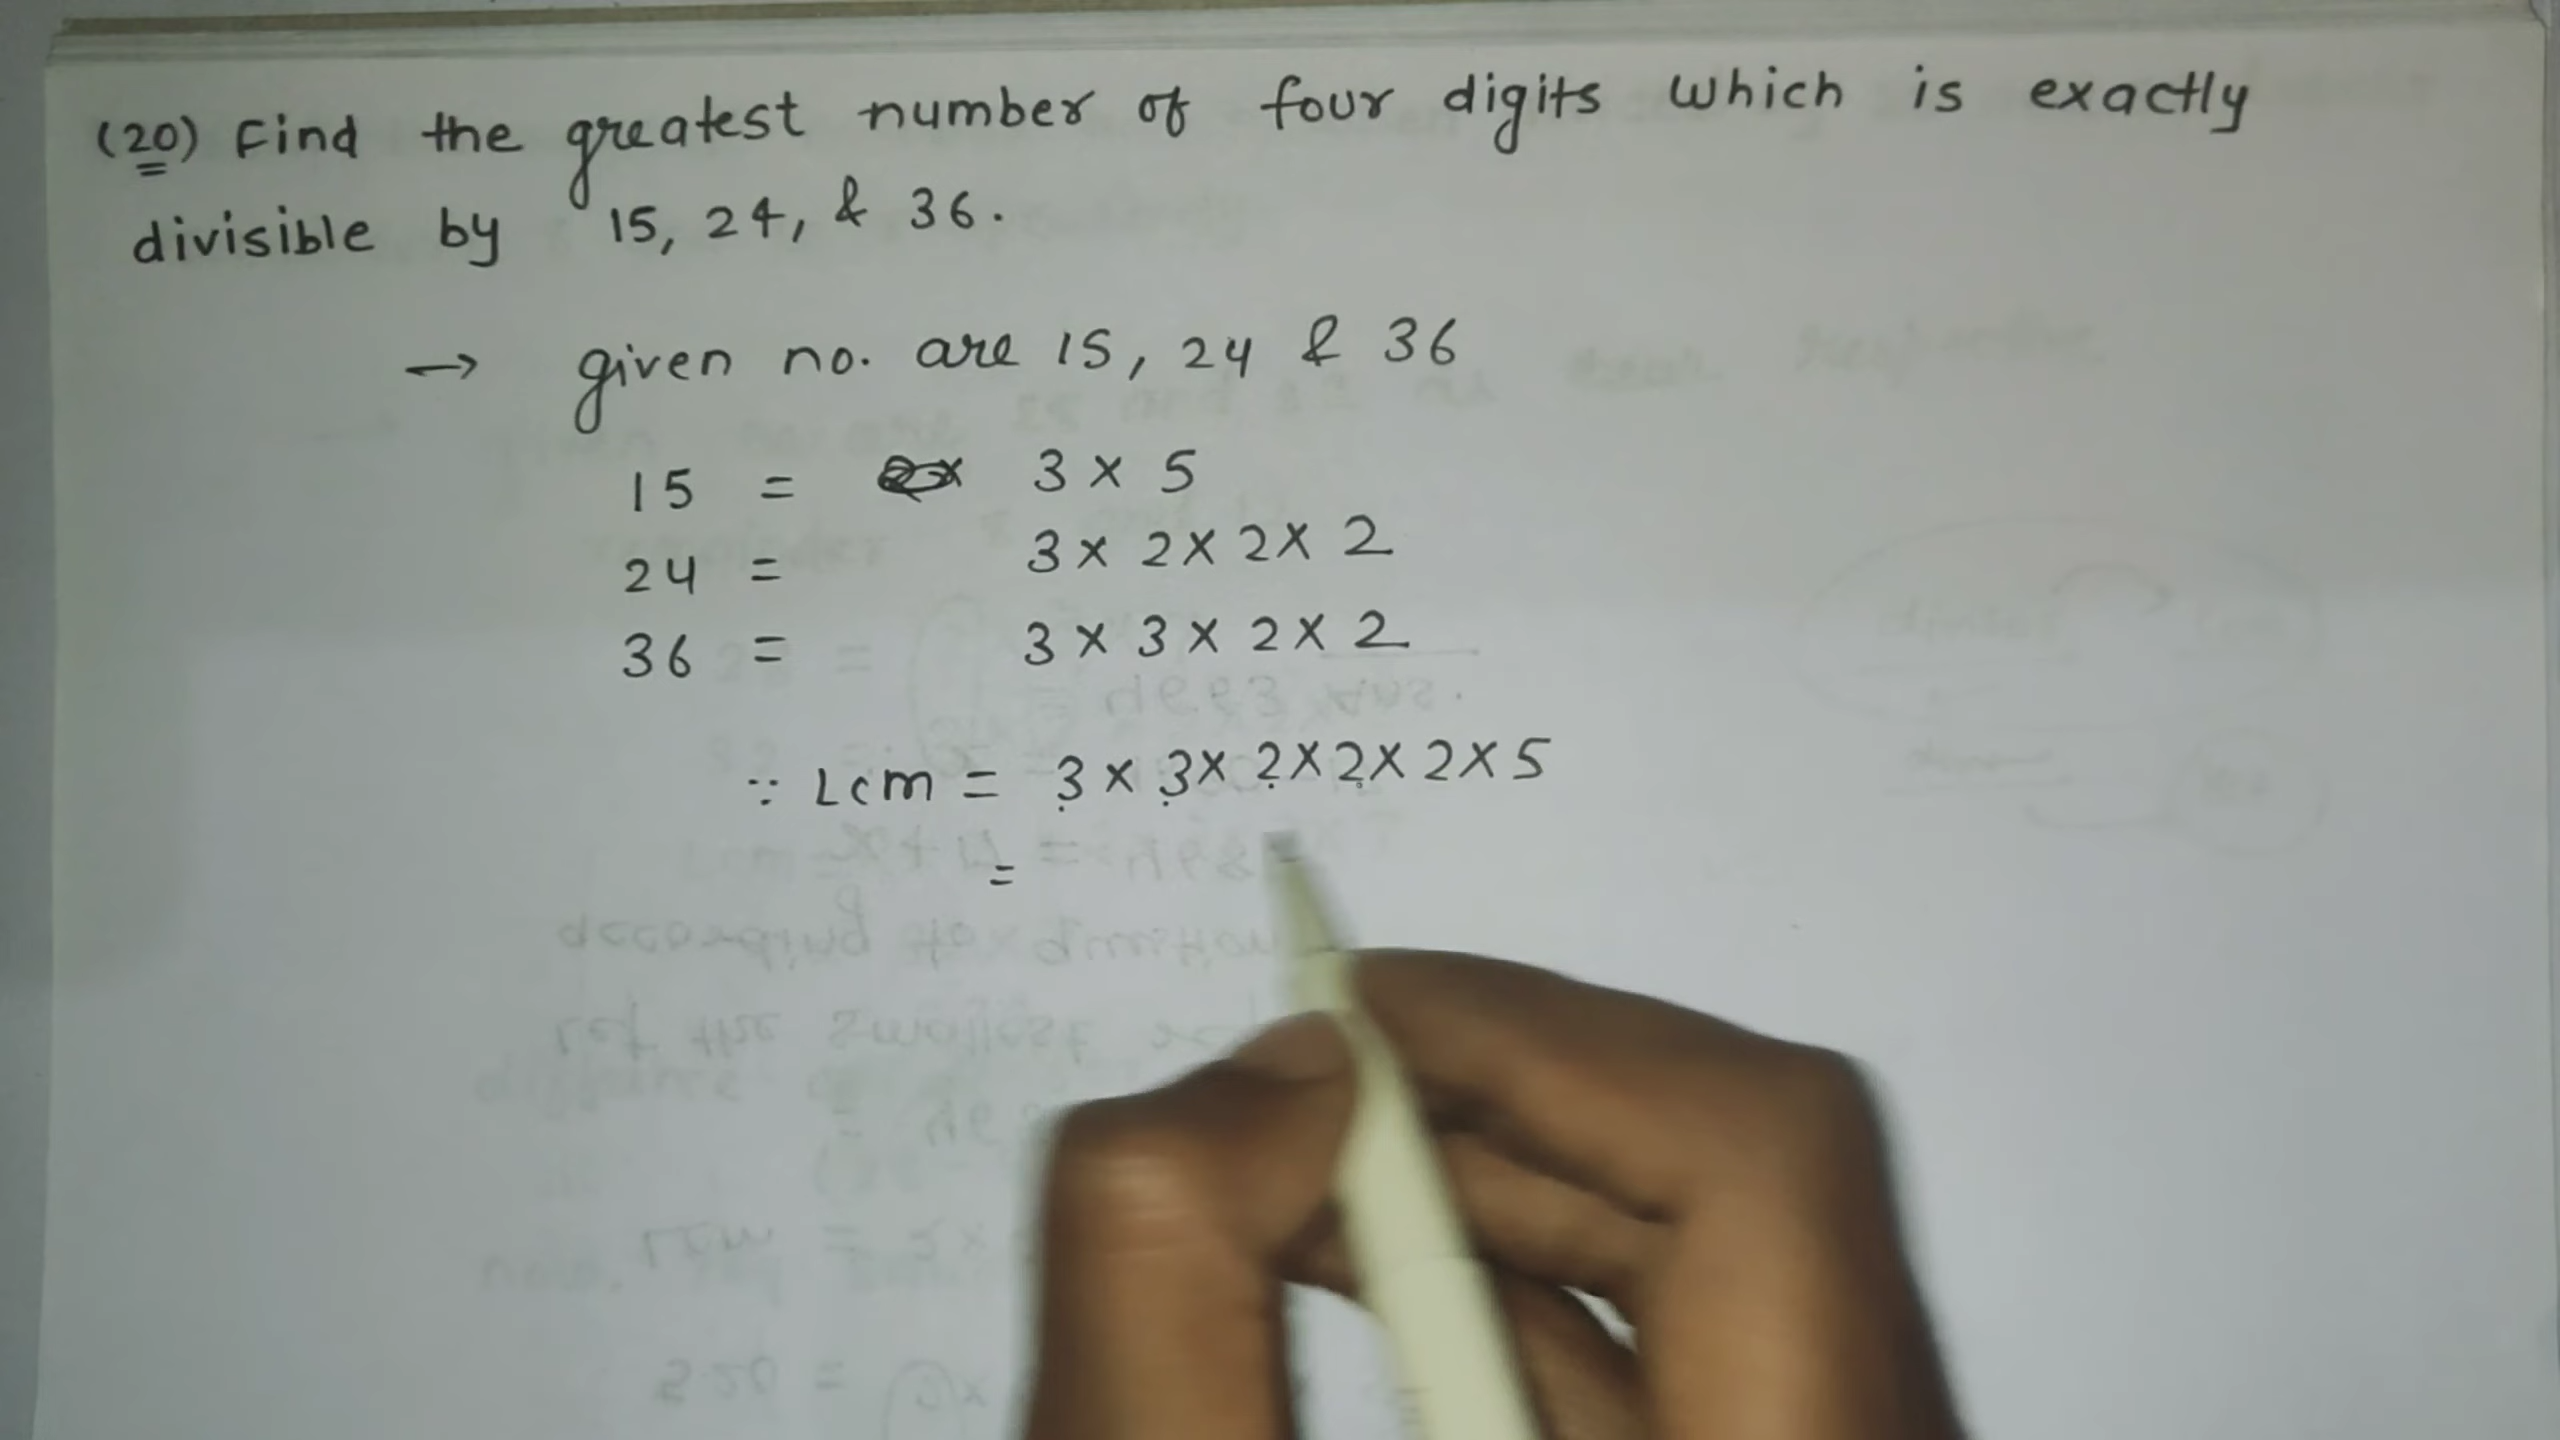 (20) Find the greatest number of four digits which is exactly
divisible by 15, 24, & 36.
→ given no. are 15, 24 & 36
15 = 3 × 5
24 = 3 × 2 × 2 × 2
36 = 3 × 3 × 2 × 2
∵ Lcm = 3 × 3 × 2 × 2 × 2 × 5
=